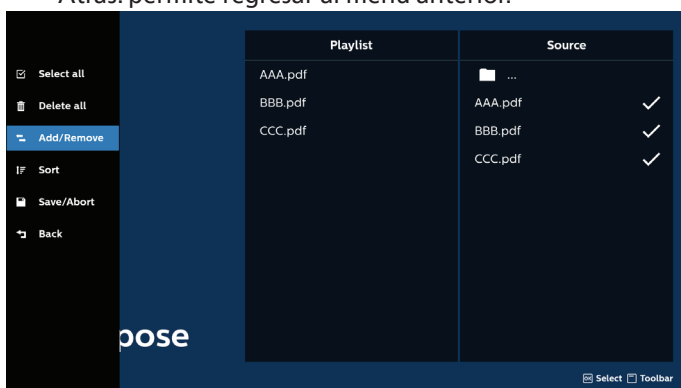 Atrás: permite regresar al menú anterior.
Playlist
Source
Select all
Delete all
Add/Remove
Sort
Save/Abort
Back
AAA.pdf
BBB.pdf
CCC.pdf
...
AAA.pdf
BBB.pdf
CCC.pdf
pose
OK Select Toolbar